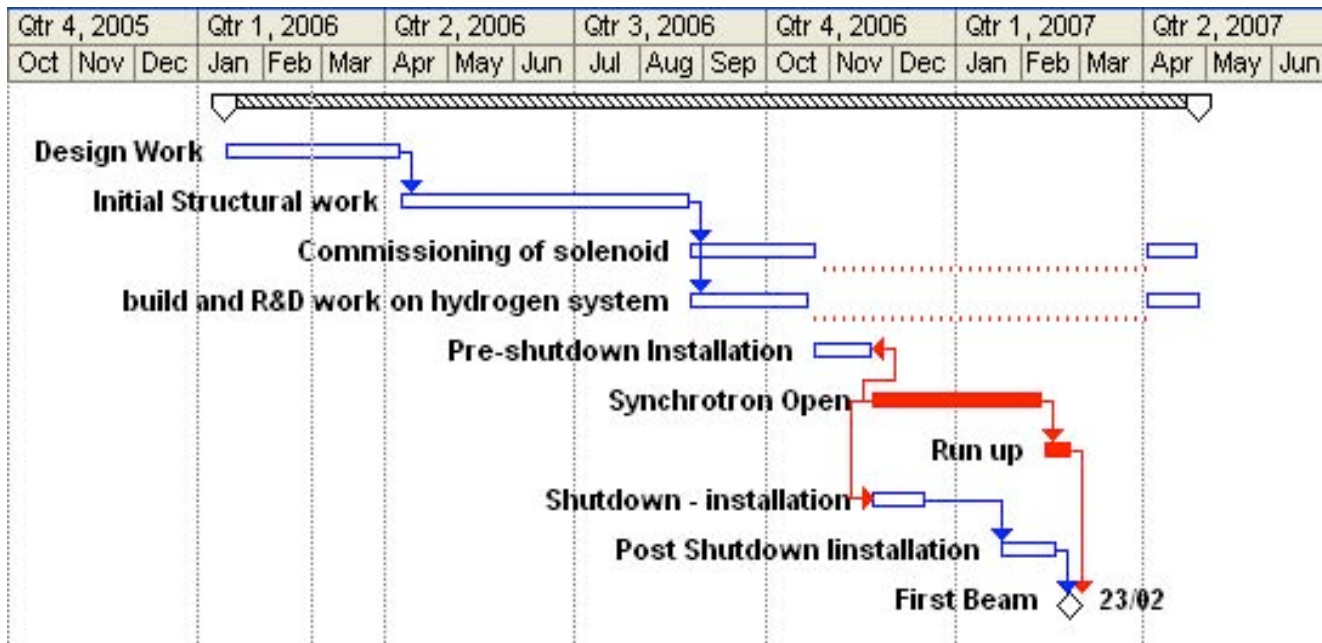 Qtr 4, 2005 Qtr 1, 2006 Qtr 2, 2006 Qtr 3, 2006 Qtr 4, 2006 Qtr 1, 2007 Qtr 2, 2007
Oct Nov Dec Jan Feb Mar Apr May Jun Jul Aug Sep Oct Nov Dec Jan Feb Mar Apr May Jun
Design Work
Initial Structural work
Commissioning of solenoid
build and R&D work on hydrogen system
Pre-shutdown Installation
Synchrotron Open
Run up
Shutdown - installation
Post Shutdown Iinstallation
First Beam 23/02